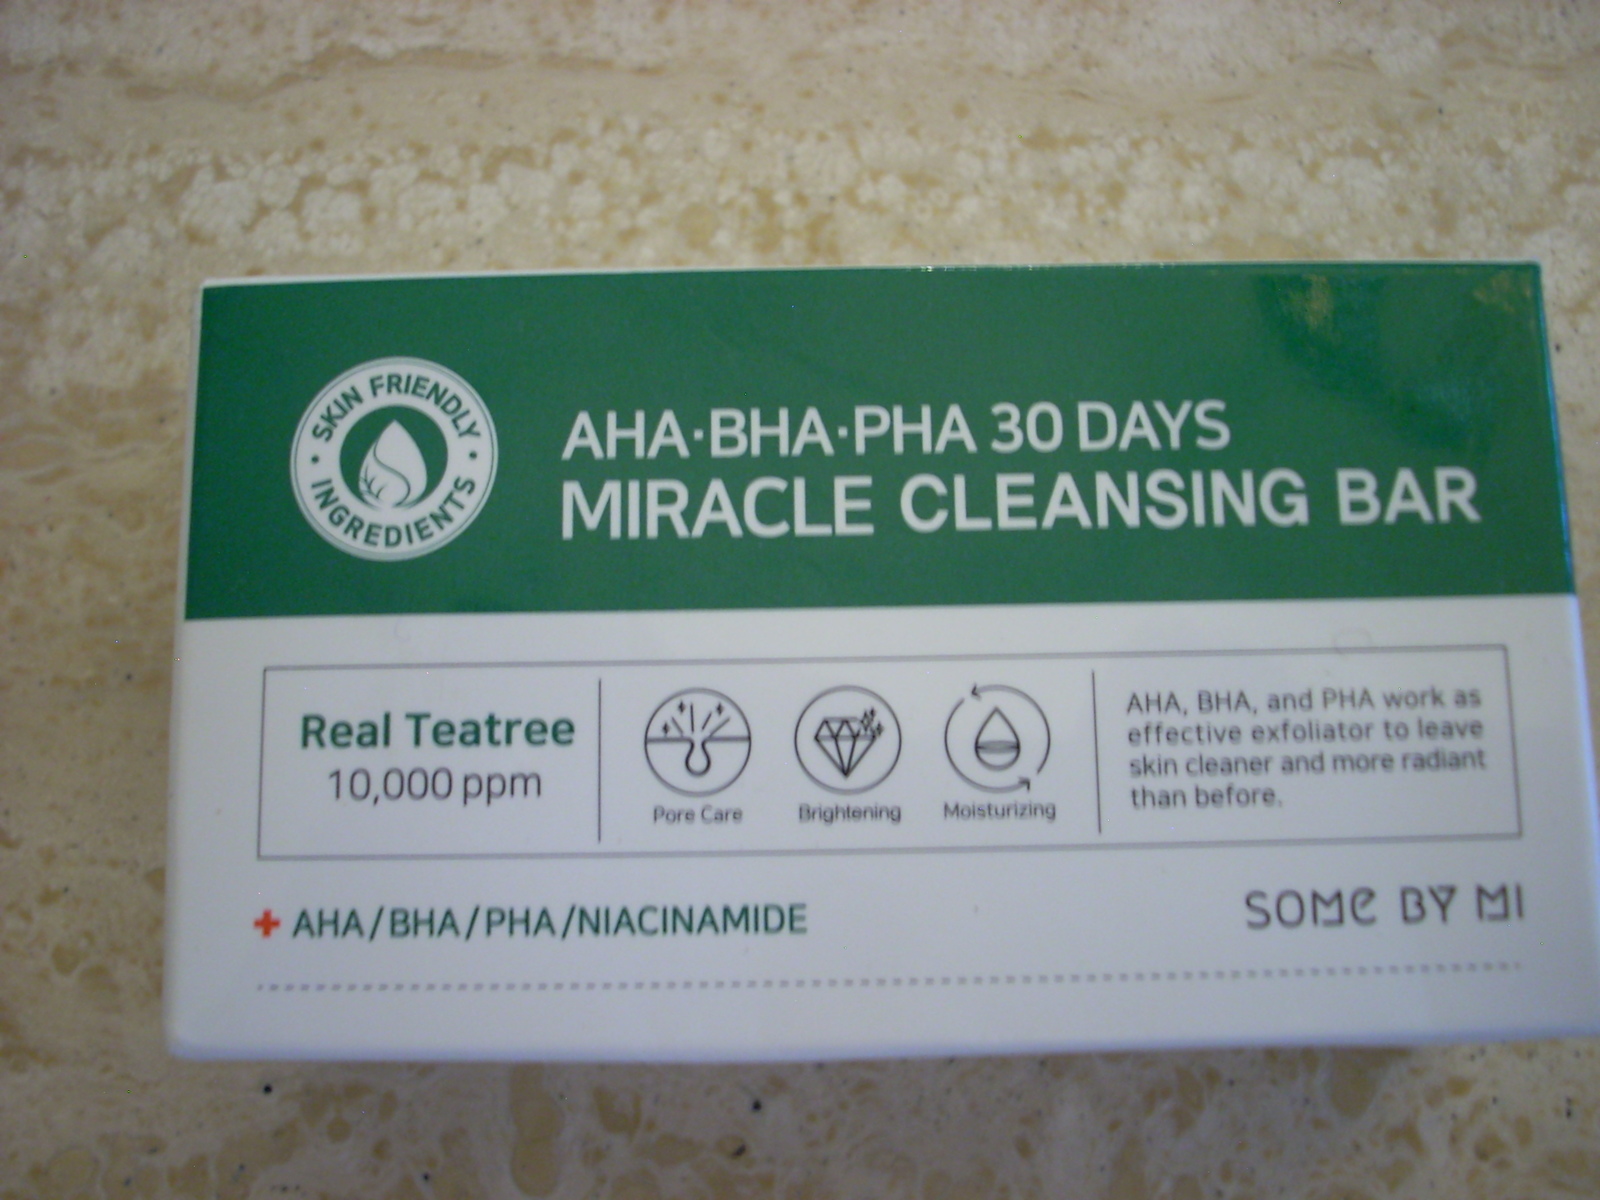 SKIN FRIENDLY
INGREDIENTS
AHA·BHA·PHA 30 DAYS
MIRACLE CLEANSING BAR
Real Teatree
10,000 ppm
Pore Care
Brightening
Moisturizing
AHA, BHA, and PHA work as
effective exfoliator to leave
skin cleaner and more radiant
than before.
+ AHA/BHA/PHA/NIACINAMIDE
SOME BY MI